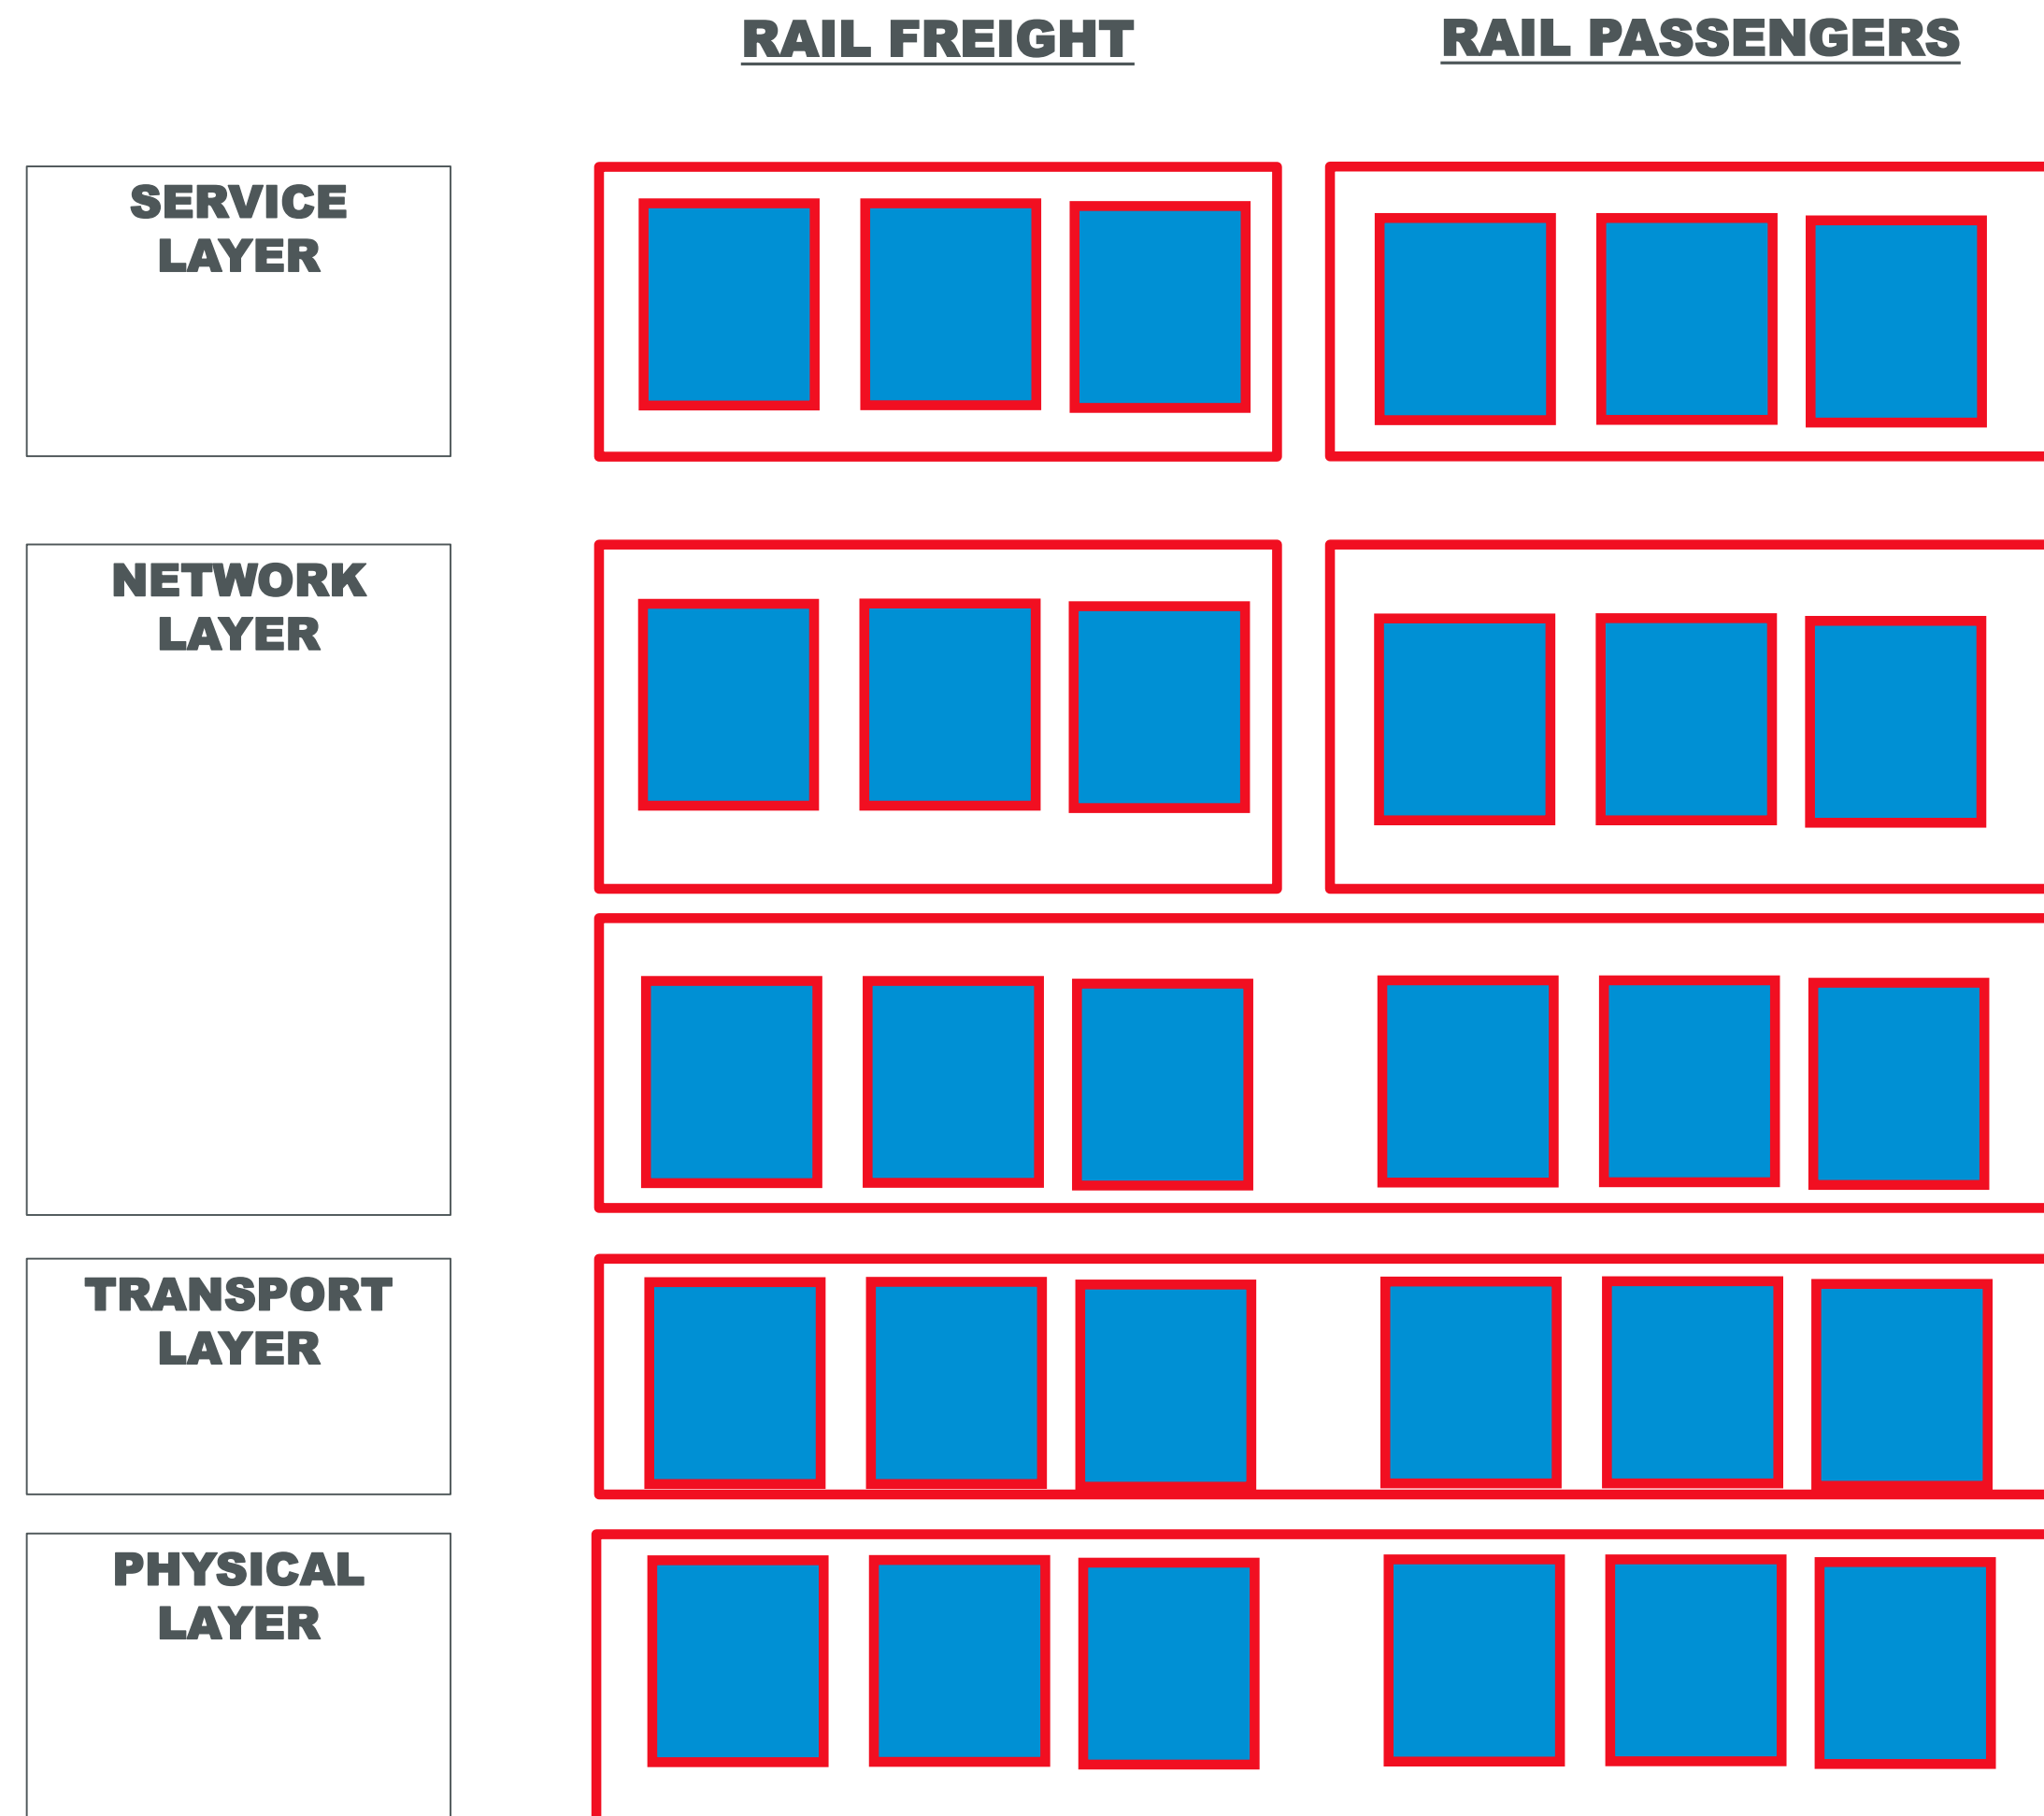 RAIL FREIGHT
RAIL PASSENGERS
SERVICE
LAYER
NETWORK
LAYER
TRANSPORT
LAYER
PHYSICAL
LAYER